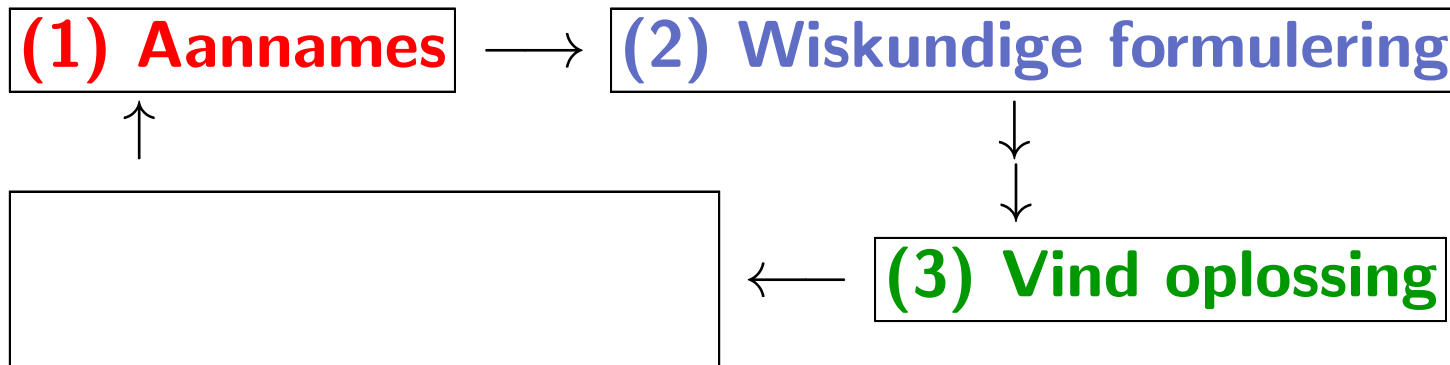 (1) Aannames
(2) Wiskundige formulering
(3) Vind oplossing